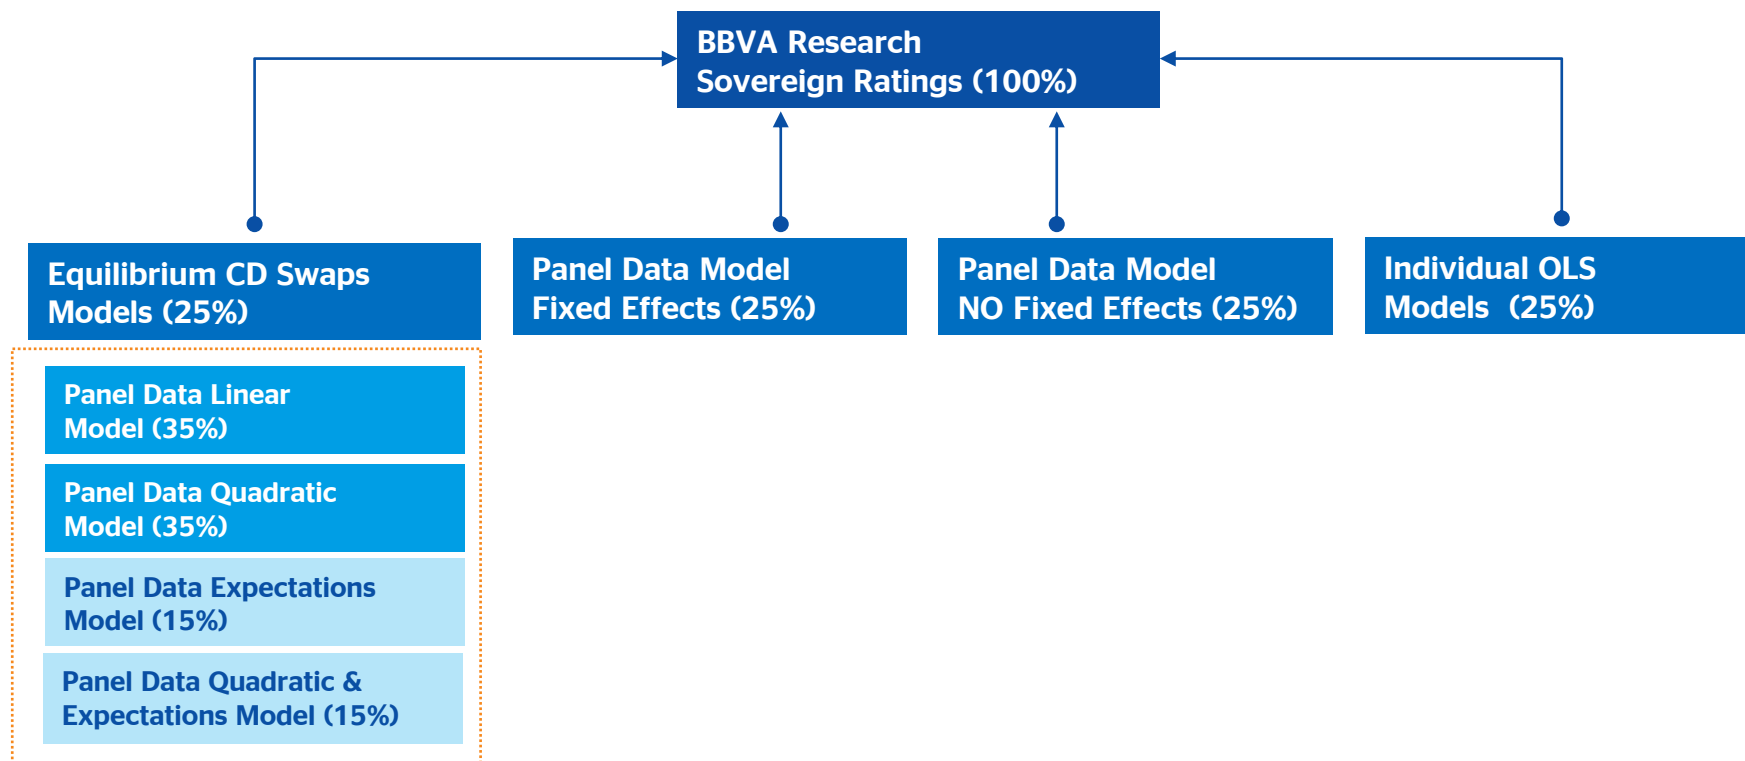 BBVA Research
Sovereign Ratings (100%)
Equilibrium CD Swaps
Models (25%)
Panel Data Model
Fixed Effects (25%)
Panel Data Model
NO Fixed Effects (25%)
Individual OLS
Models (25%)
Panel Data Linear
Model (35%)
Panel Data Quadratic
Model (35%)
Panel Data Expectations
Model (15%)
Panel Data Quadratic &
Expectations Model (15%)